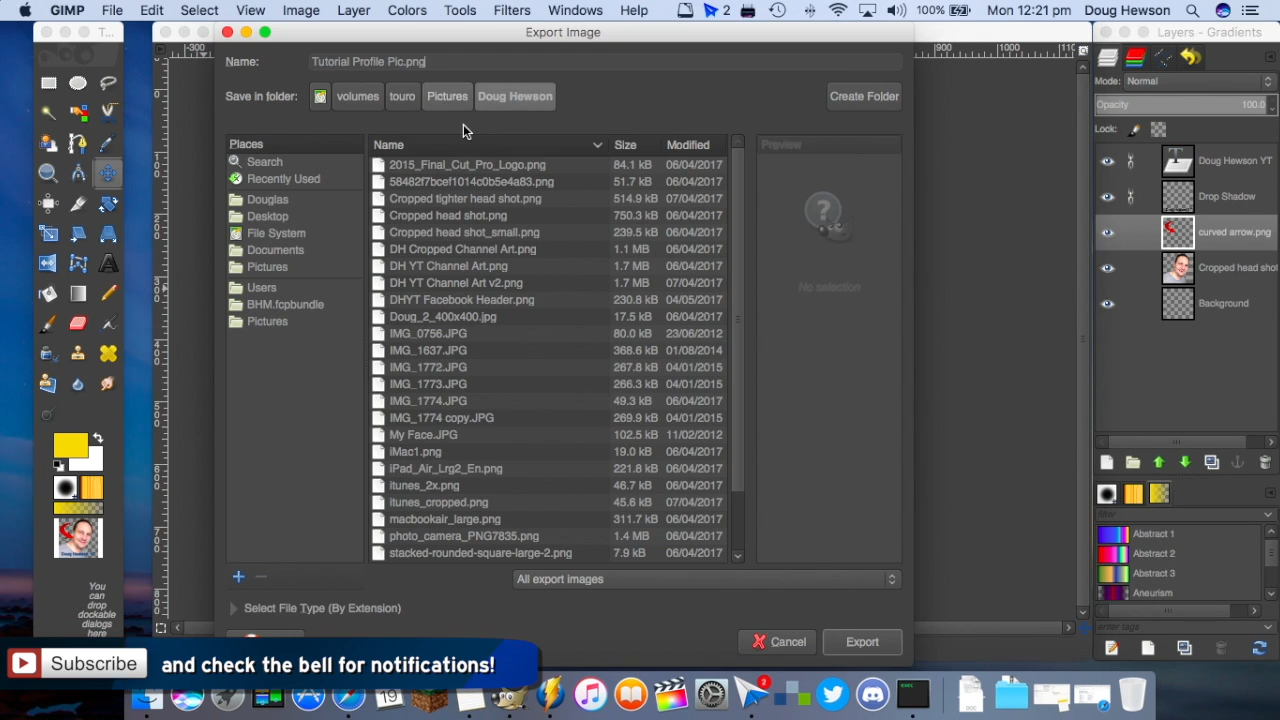 GIMP File Edit Select View Image Layer Colors Tools Filters Windows Help 2 100% Mon 12:21 pm Doug Hewson
T... Export Image Layers - Gradients
-300 900 1000 110
Name: Tutorial Profile Pic.png
Save in folder: volumes touro Pictures Doug Hewson Create Folder
Places
Search
Recently Used
Douglas
Desktop
File System
Documents
Pictures
Users
BHM.fcpbundle
Pictures
Name Size Modified
2015_Final_Cut_Pro_Logo.png 84.1 kB 06/04/2017
58482f7bcef1014c0b5e4a83.png 51.7 kB 06/04/2017
Cropped tighter head shot.png 514.9 kB 07/04/2017
Cropped head shot.png 750.3 kB 06/04/2017
Cropped head shot_small.png 239.5 kB 06/04/2017
DH Cropped Channel Art.png 1.1 MB 06/04/2017
DH YT Channel Art.png 1.7 MB 06/04/2017
DH YT Channel Art v2.png 1.7 MB 06/04/2017
DHYT Facebook Header.png 230.8 kB 04/05/2017
Doug_2_400x400.jpg 17.5 kB 06/04/2017
IMG_0756.JPG 80.0 kB 23/06/2012
IMG_1637.JPG 368.6 kB 01/08/2014
IMG_1772.JPG 267.8 kB 04/01/2015
IMG_1773.JPG 266.3 kB 04/01/2015
IMG_1774.JPG 49.3 kB 06/04/2017
IMG_1774 copy.JPG 269.9 kB 04/01/2015
My Face.JPG 102.5 kB 11/02/2012
iMac1.png 19.0 kB 06/04/2017
iPad_Air_Lrg2_En.png 221.8 kB 06/04/2017
itunes_2x.png 46.7 kB 06/04/2017
itunes_cropped.png 45.6 kB 07/04/2017
macbookair_large.png 311.7 kB 06/04/2017
photo_camera_PNG7835.png 1.4 MB 06/04/2017
stacked-rounded-square-large-2.png 7.9 kB 06/04/2017
Preview
No selection
All export images
Select File Type (By Extension)
Cancel Export
Mode: Normal
Opacity 100.0
Lock:
Doug Hewson YT
Drop Shadow
curved arrow.png
Cropped head shot
Background
filter
Abstract 1
Abstract 2
Abstract 3
Aneurism
enter tags
You
can
drop
dockable
dialogs
here
Subscribe and check the bell for notifications!
19
2
exec